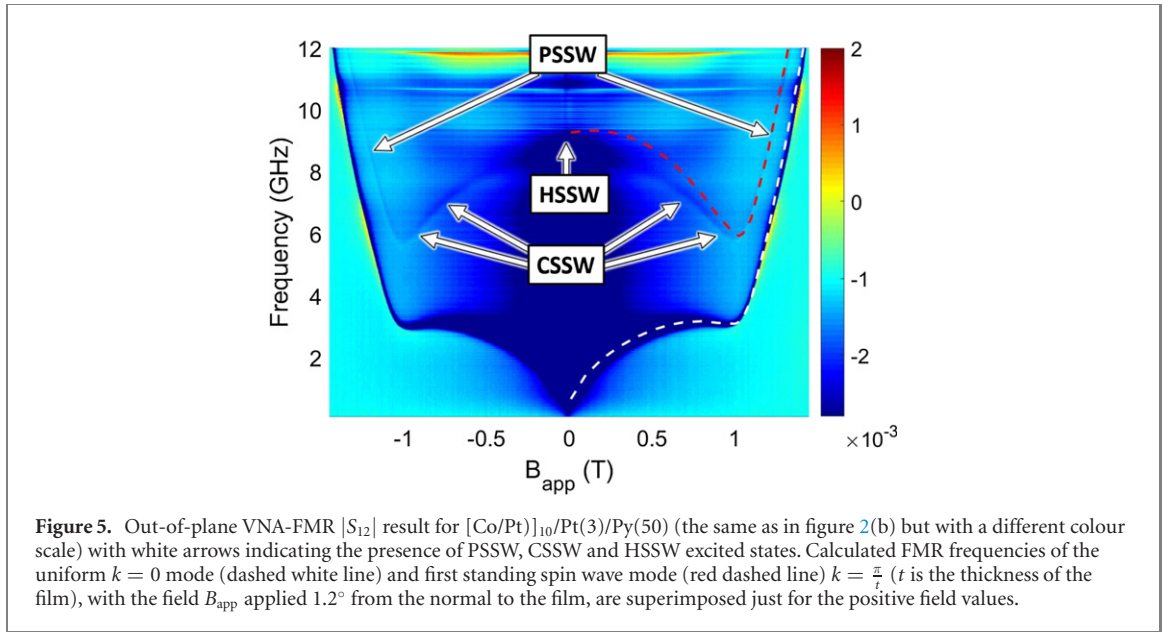 PSSW
HSSW
CSSW
12
10
8
6
4
2
Frequency (GHz)
-1 -0.5 0 0.5 1
B_app (T)
2
1
0
-1
-2
×10⁻³
Figure 5. Out-of-plane VNA-FMR |S₁₂| result for [Co/Pt)]₁₀/Pt(3)/Py(50) (the same as in figure 2(b) but with a different colour
scale) with white arrows indicating the presence of PSSW, CSSW and HSSW excited states. Calculated FMR frequencies of the
uniform k = 0 mode (dashed white line) and first standing spin wave mode (red dashed line) k = π/t (t is the thickness of the
film), with the field B_app applied 1.2° from the normal to the film, are superimposed just for the positive field values.